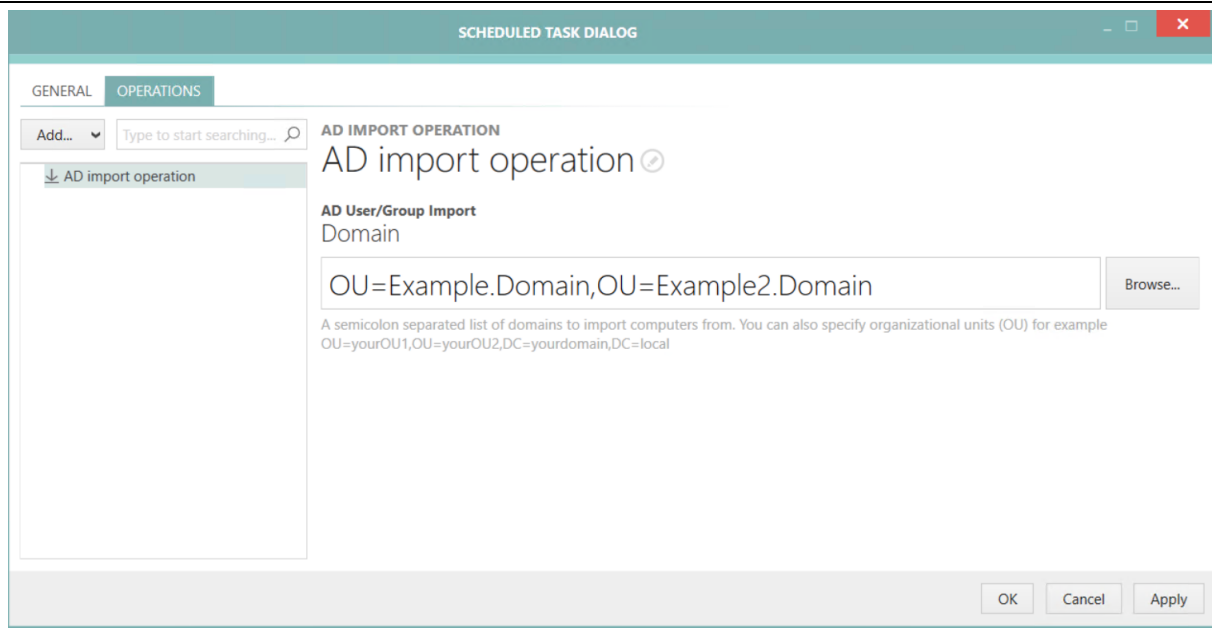 SCHEDULED TASK DIALOG
GENERAL OPERATIONS
Add... Type to start searching...
AD import operation
AD IMPORT OPERATION
AD import operation
AD User/Group Import
Domain
OU=Example.Domain,OU=Example2.Domain
Browse...
A semicolon separated list of domains to import computers from. You can also specify organizational units (OU) for example
OU=yourOU1,OU=yourOU2,DC=yourdomain,DC=local
OK Cancel Apply